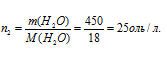 n₂ = m(H₂O)/M(H₂O) = 450/18 = 25оль/л.